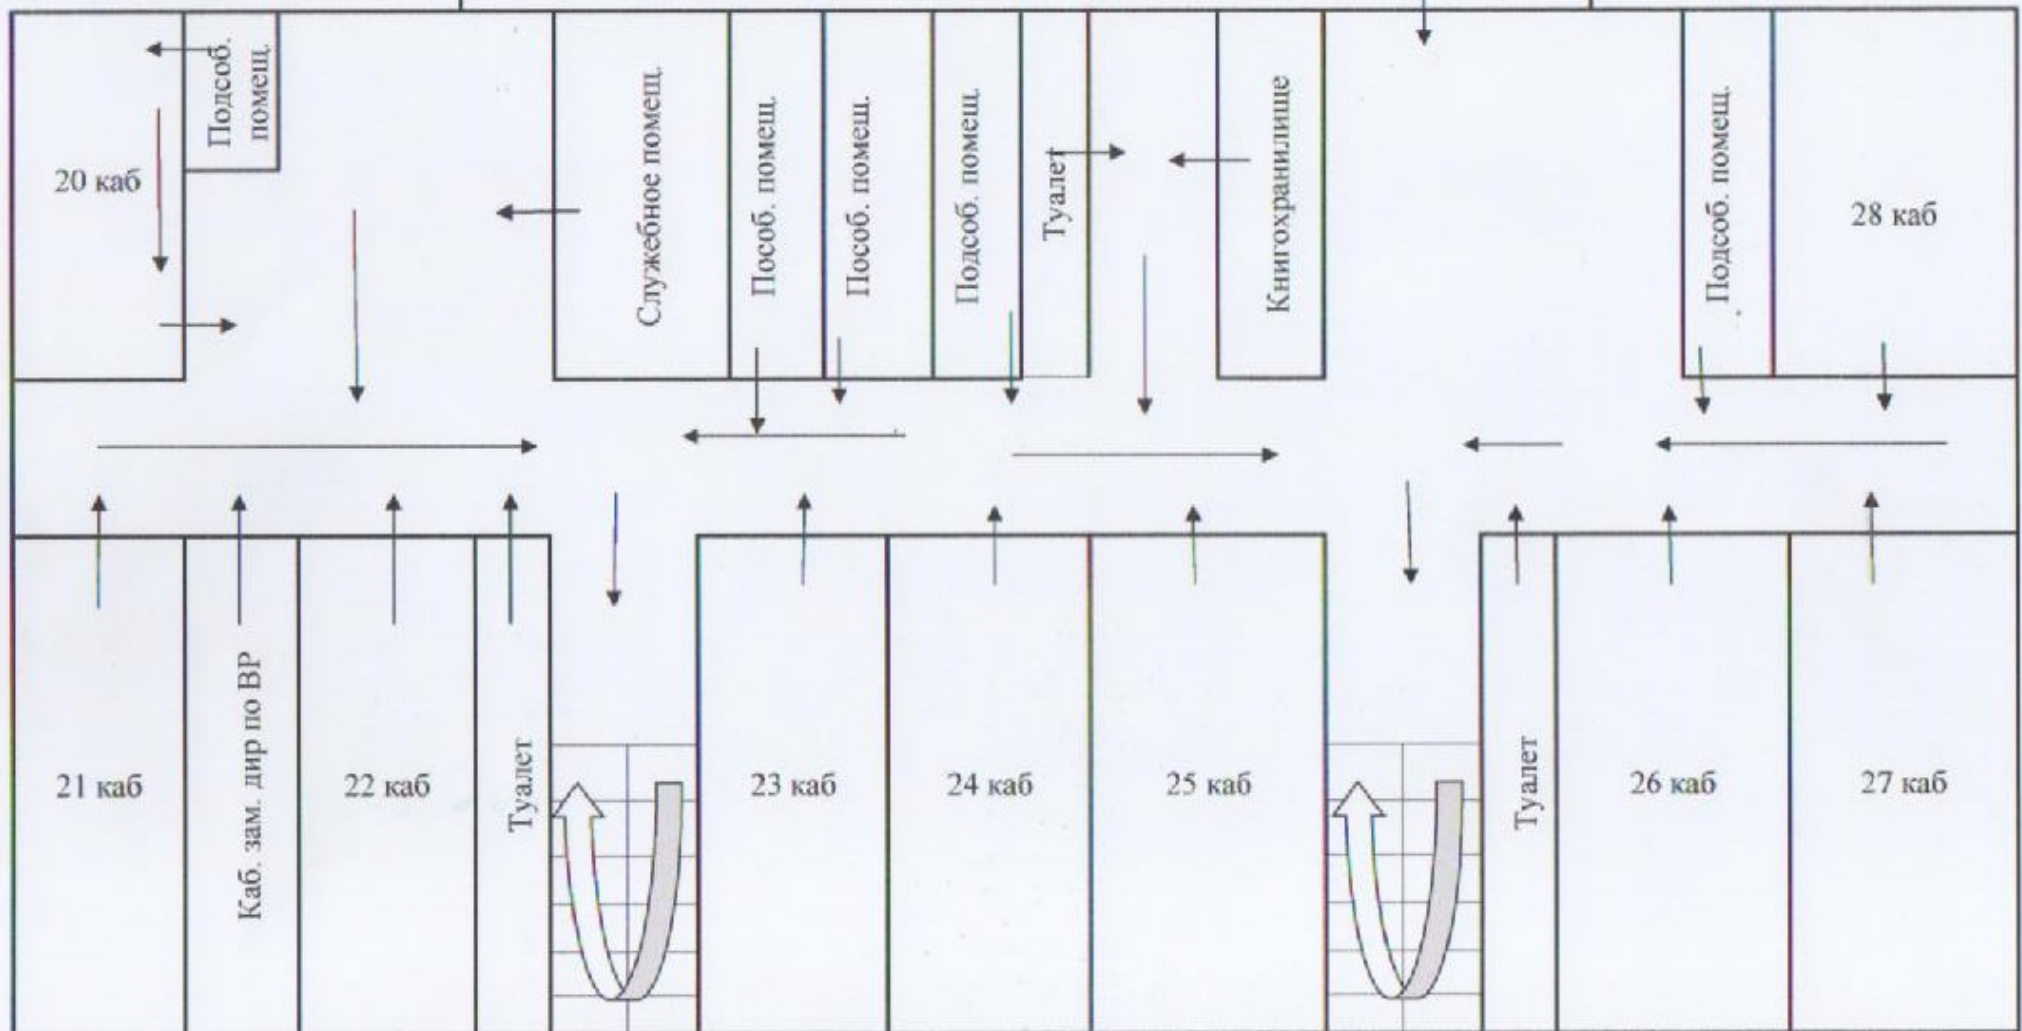 Подсоб.
помещ.
20 каб
Служебное помещ.
Пособ. помещ.
Пособ. помещ.
Подсоб. помещ.
Туалет
Книгохранилище
Подсоб. помещ.
28 каб
21 каб
Каб. зам. дир по ВР
22 каб
Туалет
23 каб
24 каб
25 каб
Туалет
26 каб
27 каб